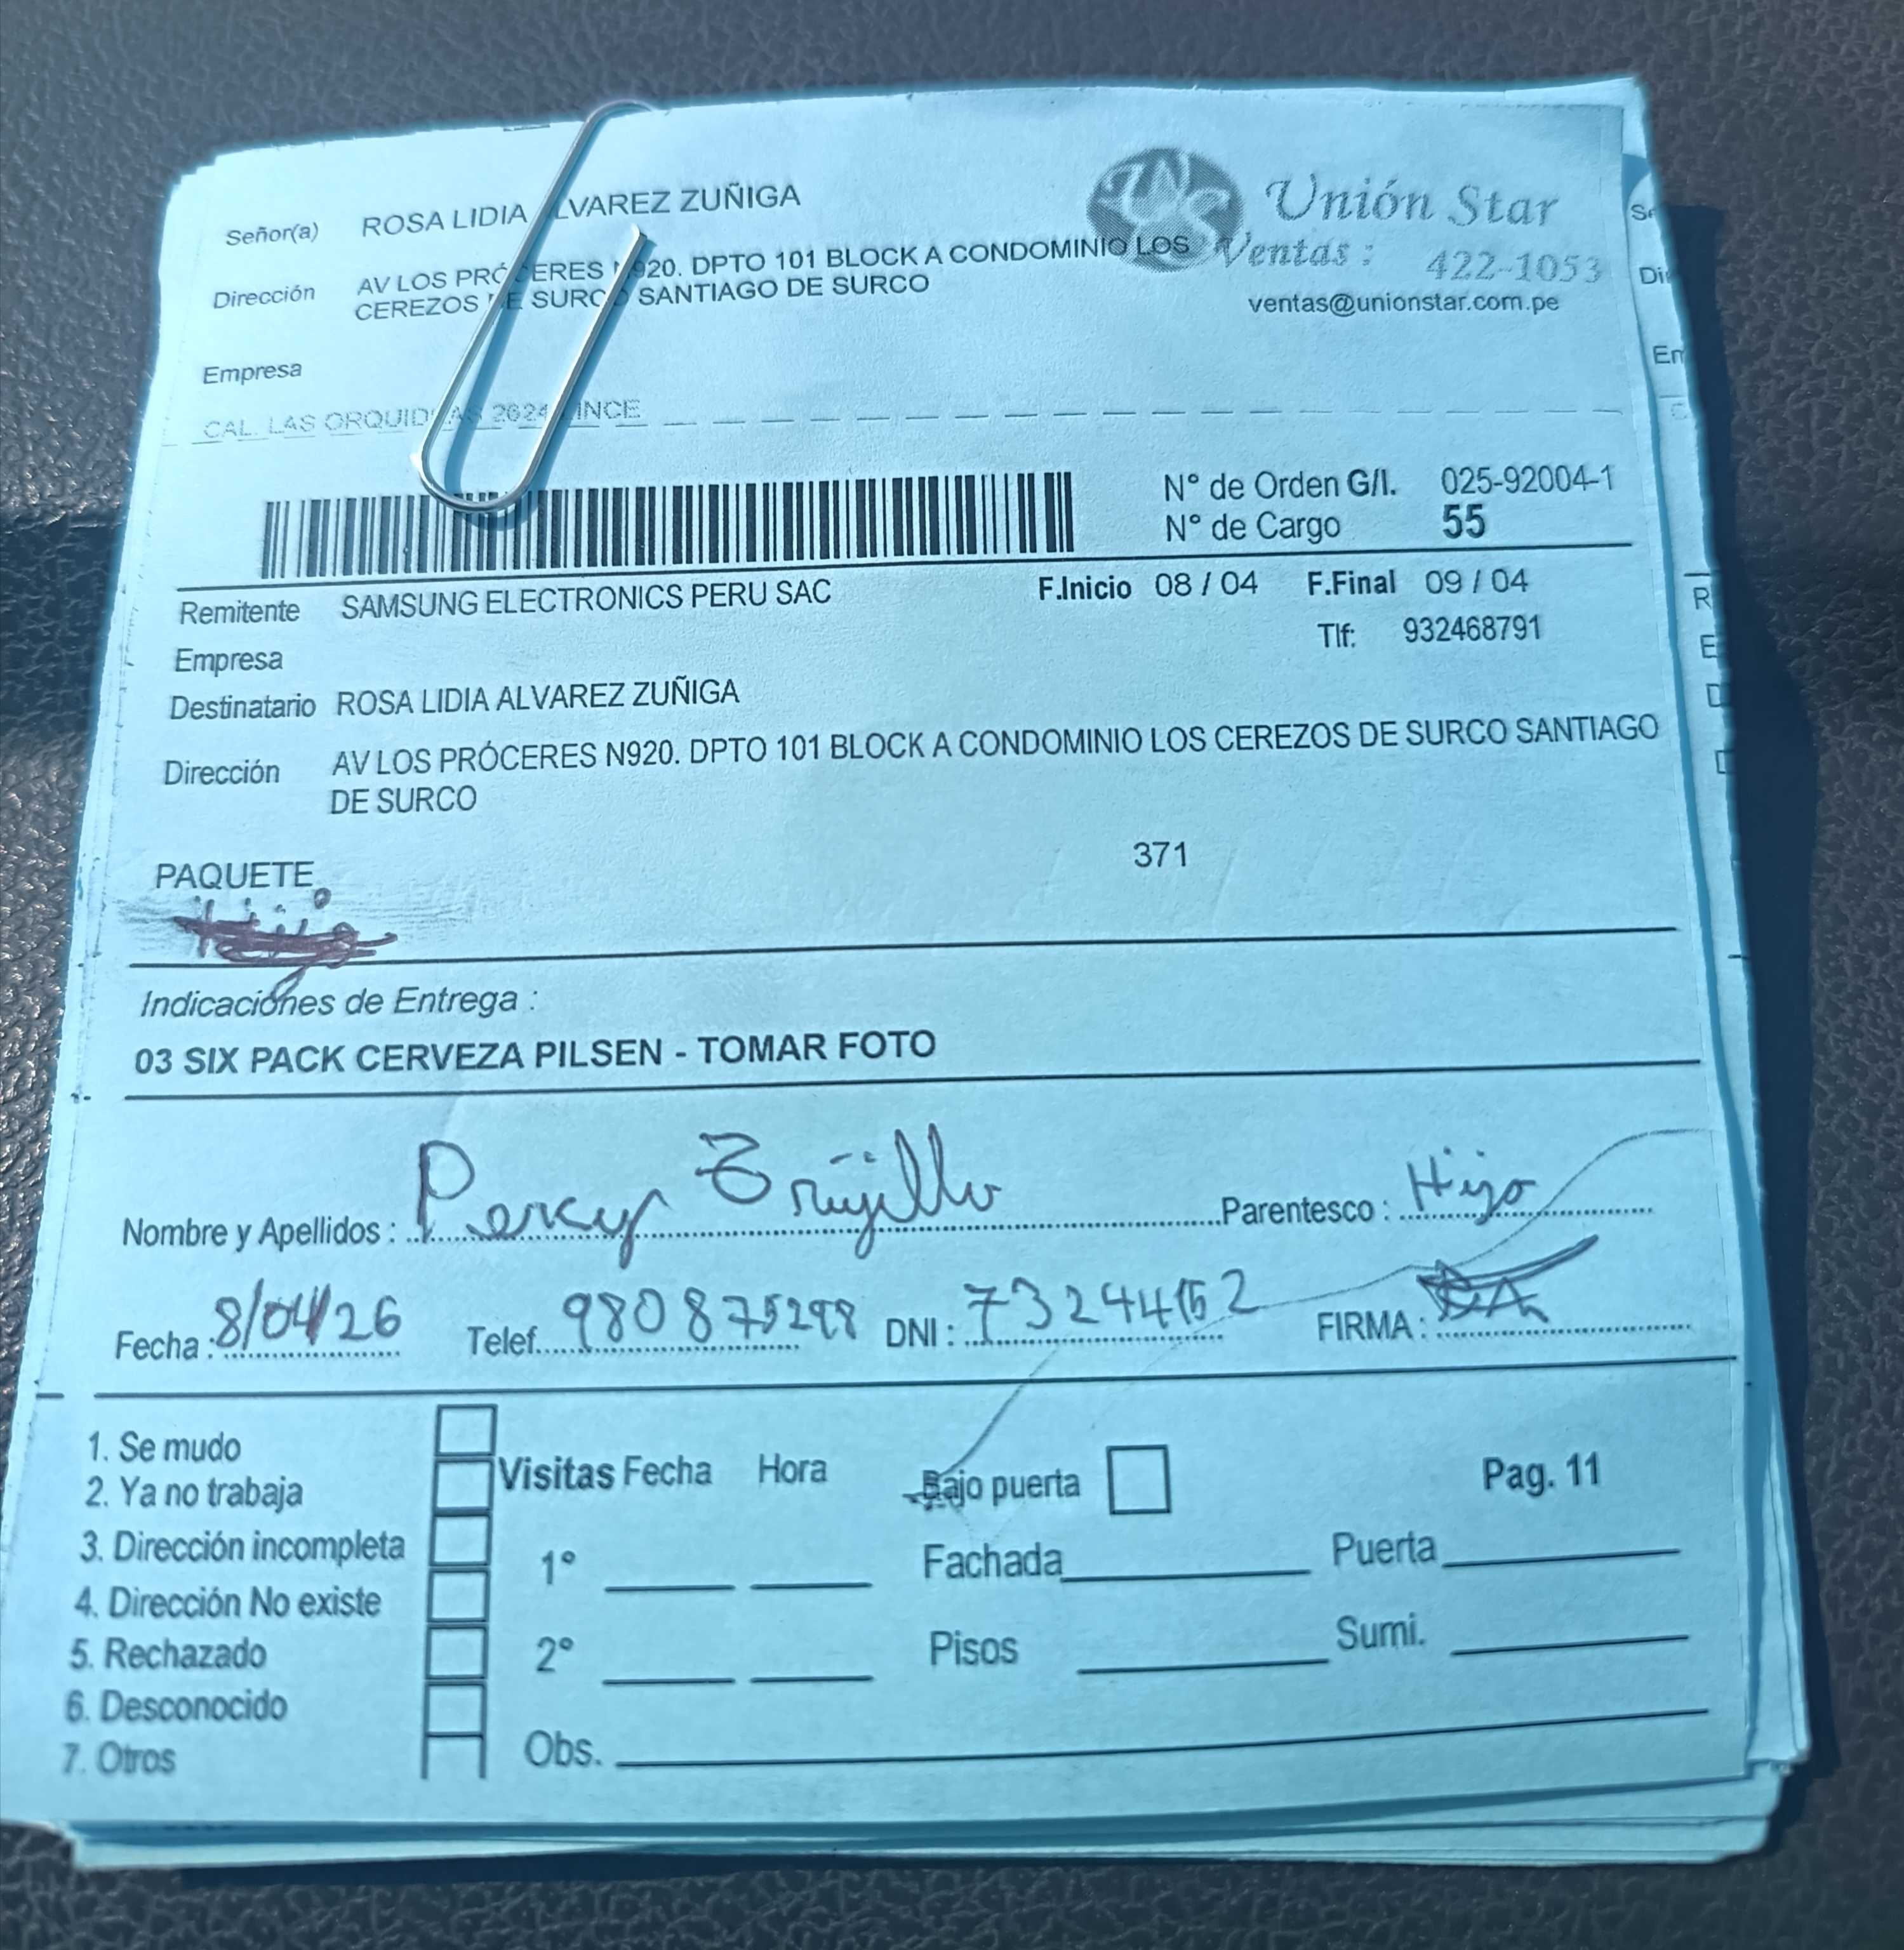 Señor(a) ROSA LIDIA ALVAREZ ZUÑIGA
Unión Star
Dirección AV LOS PRÓCERES N920. DPTO 101 BLOCK A CONDOMINIO LOS
CEREZOS DE SURCO SANTIAGO DE SURCO
Ventas : 422-1053
ventas@unionstar.com.pe
Empresa
CAL. LAS ORQUIDEAS 2624 LINCE
N° de Orden G/I. 025-92004-1
N° de Cargo 55
Remitente SAMSUNG ELECTRONICS PERU SAC F.Inicio 08 / 04 F.Final 09 / 04
Empresa Tlf: 932468791
Destinatario ROSA LIDIA ALVAREZ ZUÑIGA
Dirección AV LOS PRÓCERES N920. DPTO 101 BLOCK A CONDOMINIO LOS CEREZOS DE SURCO SANTIAGO
DE SURCO
PAQUETE 371
Indicaciones de Entrega :
03 SIX PACK CERVEZA PILSEN - TOMAR FOTO
Nombre y Apellidos : Percy Trujillo Parentesco : Hijo
Fecha : 8/04/26 Telef. 980875298 DNI : FIRMA :
1. Se mudo
2. Ya no trabaja
3. Dirección incompleta
4. Dirección No existe
5. Rechazado
6. Desconocido
7. Otros
Visitas Fecha Hora Bajo puerta Pag. 11
1° Fachada Puerta
2° Pisos Sumi.
Obs.